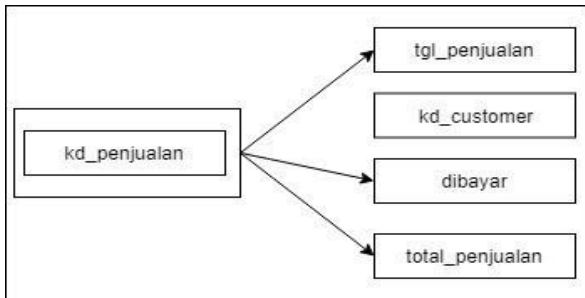 tgl_penjualan
kd_customer
kd_penjualan
dibayar
total_penjualan